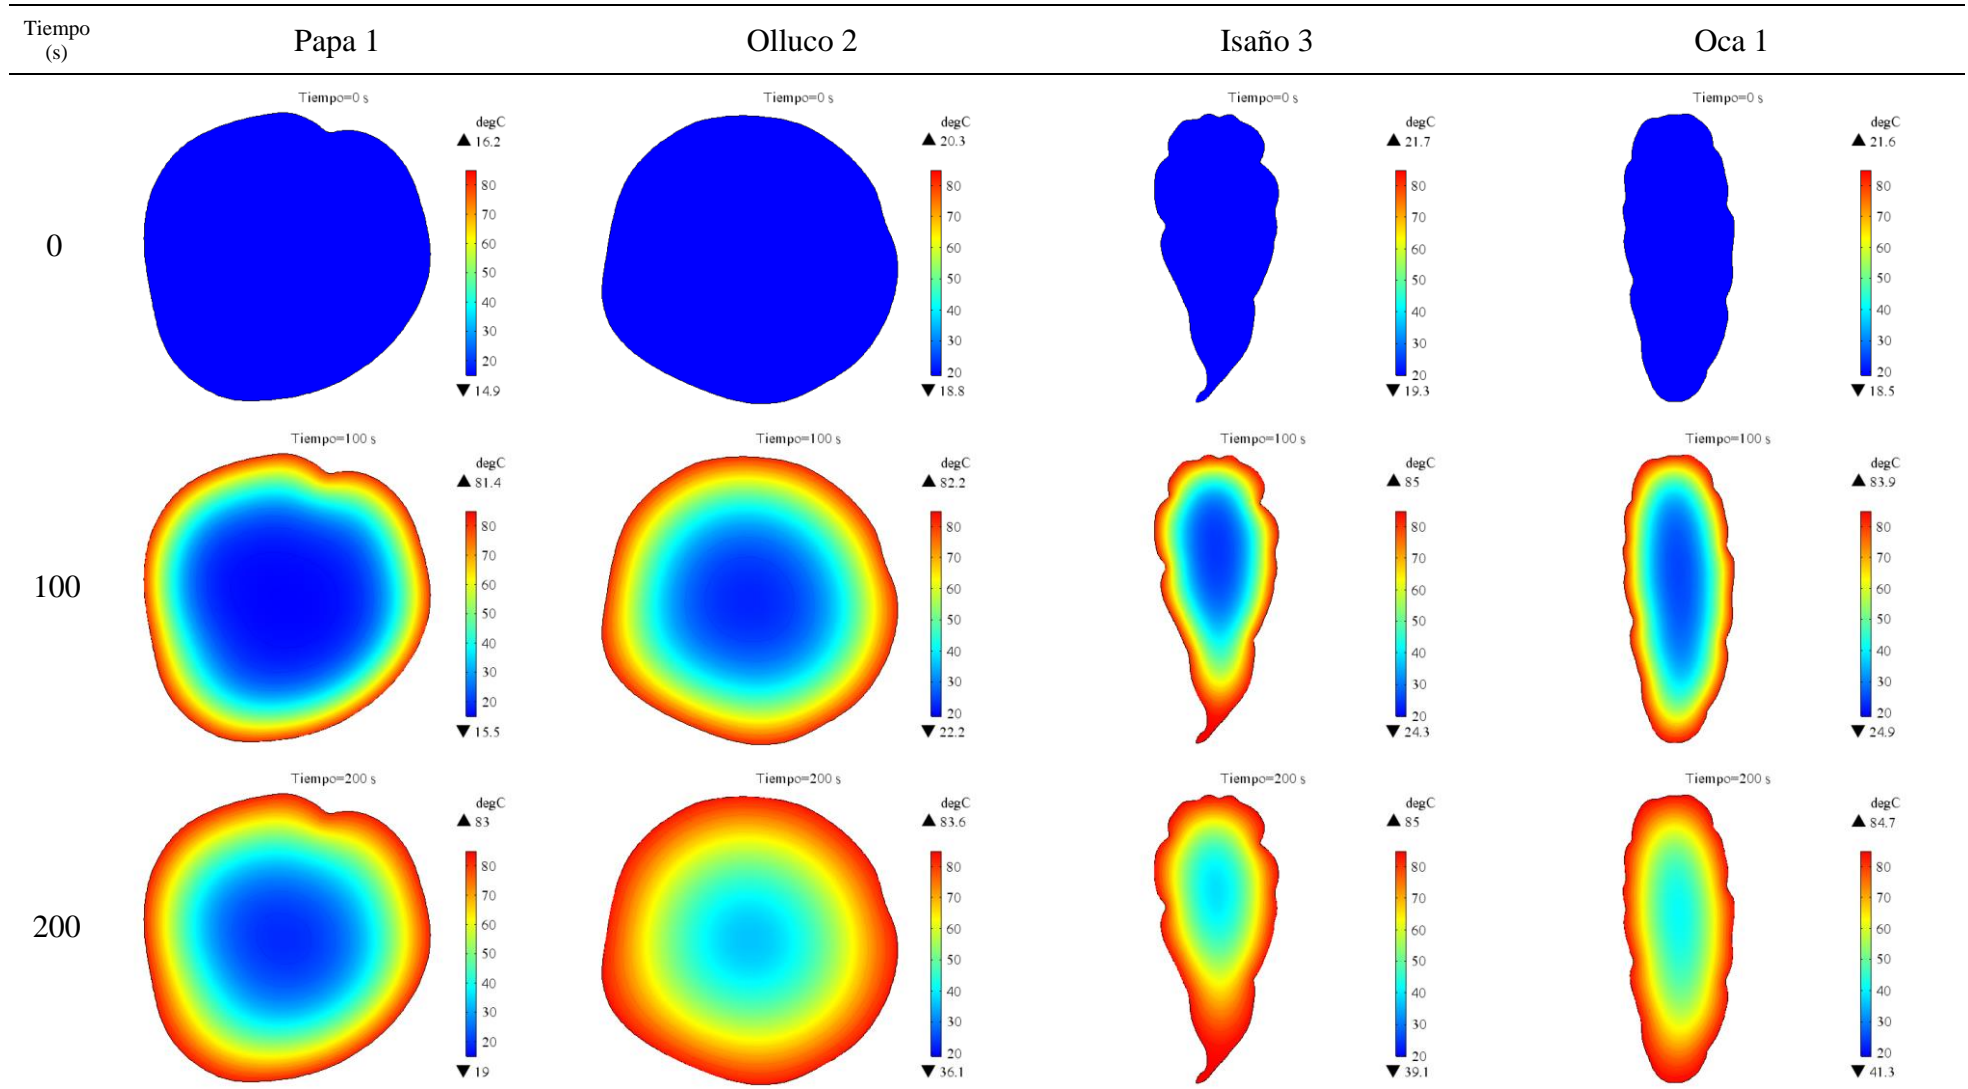 Tiempo (s) Papa 1 Olluco 2 Isaño 3 Oca 1
Tiempo=0 s Tiempo=0 s Tiempo=0 s Tiempo=0 s
degC degC degC degC
▲ 16.2 ▲ 20.3 ▲ 21.7 ▲ 21.6
80 80 80 80
70 70 70 70
60 60 60 60
0
50 50 50 50
40 40 40 40
30 30 30 30
20 20 20 20
▼ 14.9 ▼ 18.8 ▼ 19.3 ▼ 18.5
Tiempo=100 s Tiempo=100 s Tiempo=100 s Tiempo=100 s
degC degC degC degC
▲ 81.4 ▲ 82.2 ▲ 85 ▲ 83.9
80 80 80 80
70 70 70 70
60 60 60 60
100
50 50 50 50
40 40 40 40
30 30 30 30
20 20 20 20
▼ 15.5 ▼ 22.2 ▼ 24.3 ▼ 24.9
Tiempo=200 s Tiempo=200 s Tiempo=200 s Tiempo=200 s
degC degC degC degC
▲ 83 ▲ 83.6 ▲ 85 ▲ 84.7
80 80 80 80
70 70 70 70
60 60 60 60
200
50 50 50 50
40 40 40 40
30 30 30 30
20 20 20 20
▼ 19 ▼ 36.1 ▼ 39.1 ▼ 41.3